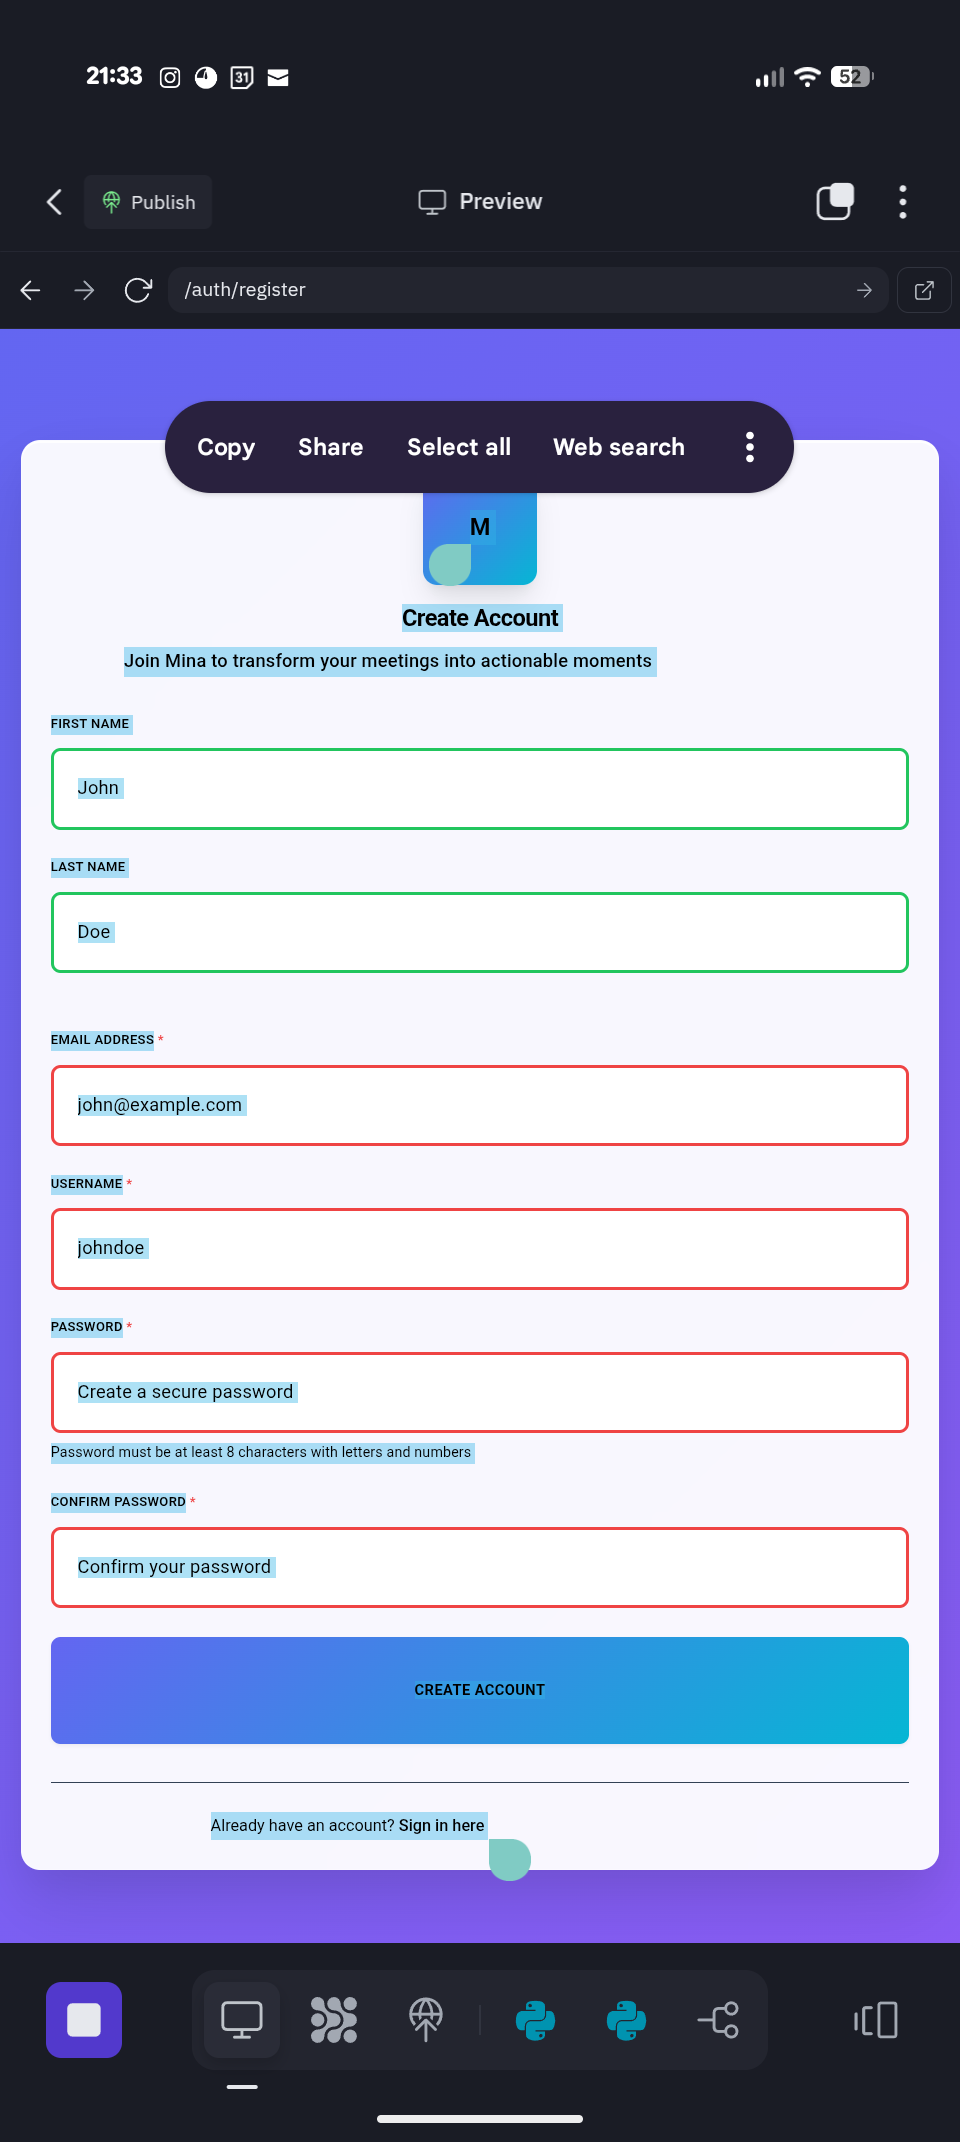 21:33
31
52
Publish
Preview
/auth/register
Copy Share Select all Web search
M
Create Account
Join Mina to transform your meetings into actionable moments
FIRST NAME
John
LAST NAME
Doe
EMAIL ADDRESS *
john@example.com
USERNAME *
johndoe
PASSWORD *
Create a secure password
Password must be at least 8 characters with letters and numbers
CONFIRM PASSWORD *
Confirm your password
CREATE ACCOUNT
Already have an account? Sign in here